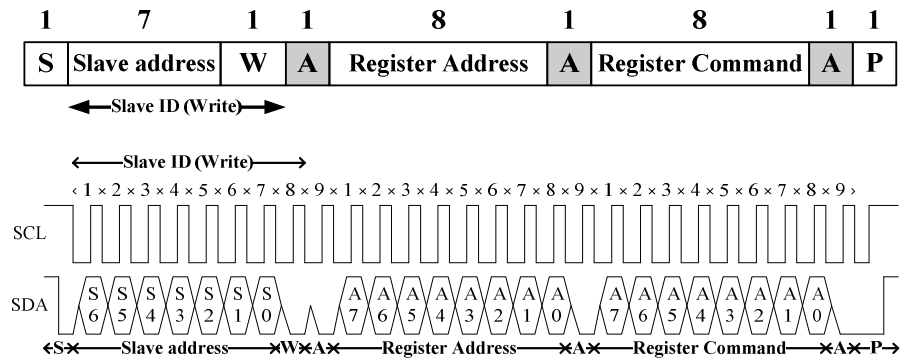 1 7 1 1 8 1 8 1 1
S Slave address W A Register Address A Register Command A P
Slave ID (Write)
Slave ID (Write)
‹ 1 × 2 × 3 × 4 × 5 × 6 × 7 × 8 × 9 × 1 × 2 × 3 × 4 × 5 × 6 × 7 × 8 × 9 × 1 × 2 × 3 × 4 × 5 × 6 × 7 × 8 × 9 ›
SCL
SDA S6 S5 S4 S3 S2 S1 S0 A7 A6 A5 A4 A3 A2 A1 A0 A7 A6 A5 A4 A3 A2 A1 A0
S Slave address W A Register Address A Register Command A P